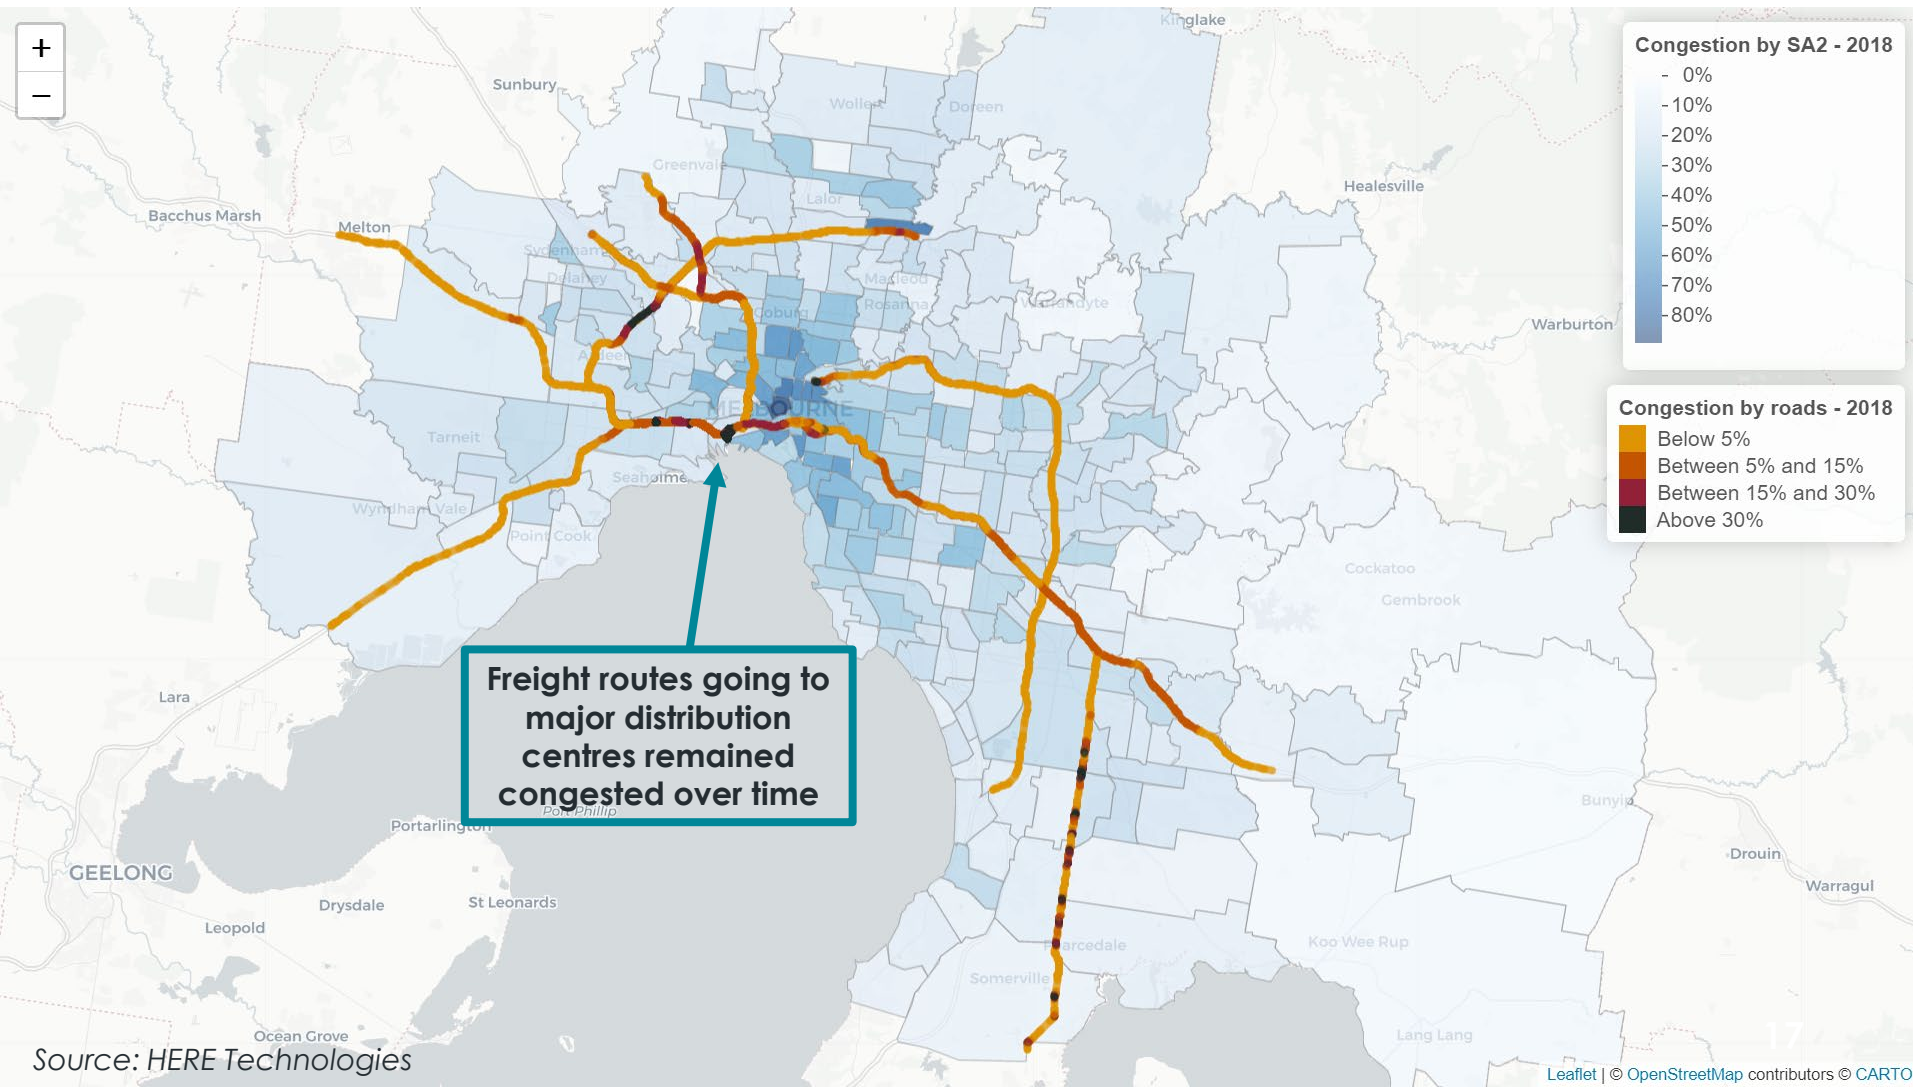 +
−
Kinglake
Sunbury
Doreen
Greenvale
Lalor
Healesville
Bacchus Marsh
Melton
Sydenham
Delahey
Macleod
Rosanna
Warrandyte
Coburg
Warburton
MELBOURNE
Tarneit
Seaholme
Wyndham Vale
Point Cook
Cockatoo
Gembrook
Lara
Freight routes going to
major distribution
centres remained
congested over time
Port Phillip
Portarlington
Bunyip
GEELONG
Drouin
Warragul
Drysdale
St Leonards
Leopold
Koo Wee Rup
Somerville
Lang Lang
Ocean Grove
Source: HERE Technologies
17
Congestion by SA2 - 2018
0%
10%
20%
30%
40%
50%
60%
70%
80%
Congestion by roads - 2018
Below 5%
Between 5% and 15%
Between 15% and 30%
Above 30%
Leaflet | © OpenStreetMap contributors © CARTO